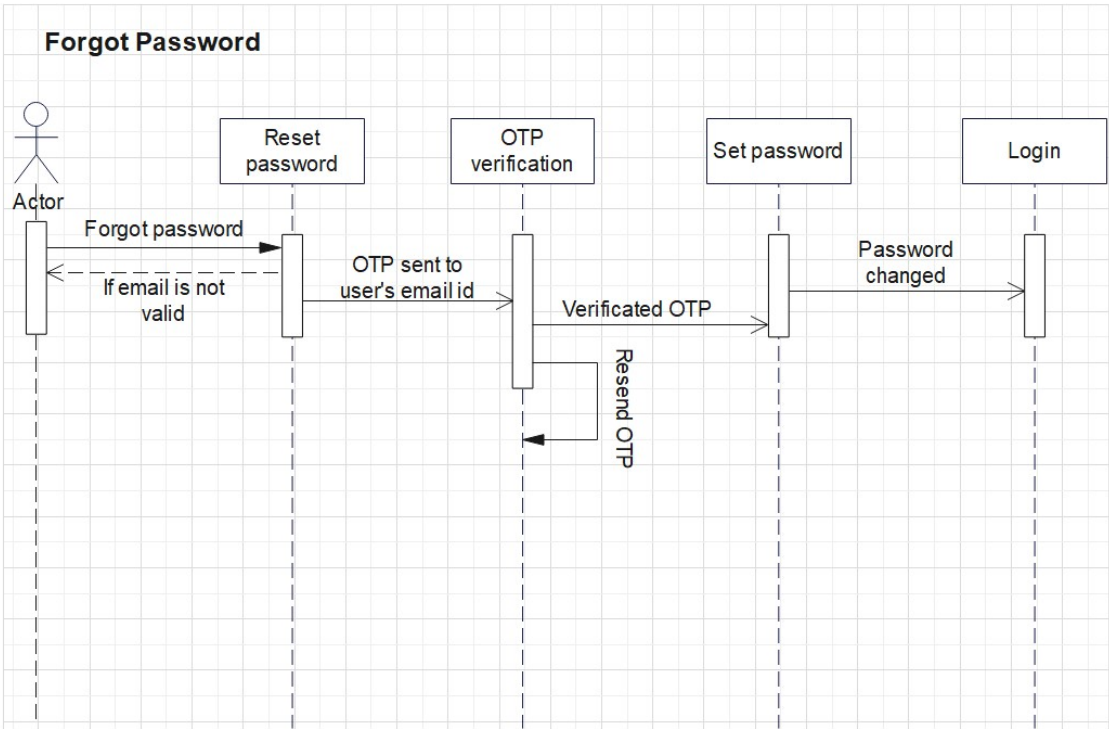 Forgot Password
Reset
password
OTP
verification
Set password
Login
Actor
Forgot password
If email is not
valid
OTP sent to
user's email id
Verificated OTP
Password
changed
Resend OTP